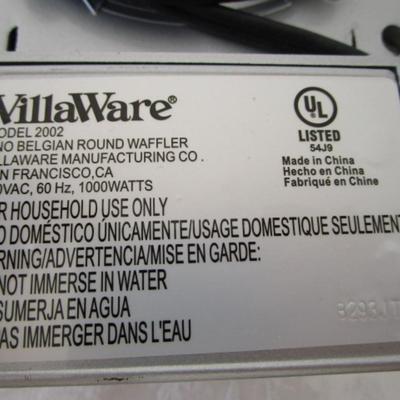 VillaWare®
ODEL 2002
NO BELGIAN ROUND WAFFLER
LLAWARE MANUFACTURING CO.
N FRANCISCO,CA
0VAC, 60 Hz, 1000WATTS
R HOUSEHOLD USE ONLY
O DOMÉSTICO ÚNICAMENTE/USAGE DOMESTIQUE SEULEMENT
RNING/ADVERTENCIA/MISE EN GARDE:
NOT IMMERSE IN WATER
SUMERJA EN AGUA
AS IMMERGER DANS L'EAU
UL
LISTED
54J9
Made in China
Hecho en China
Fabriqué en Chine